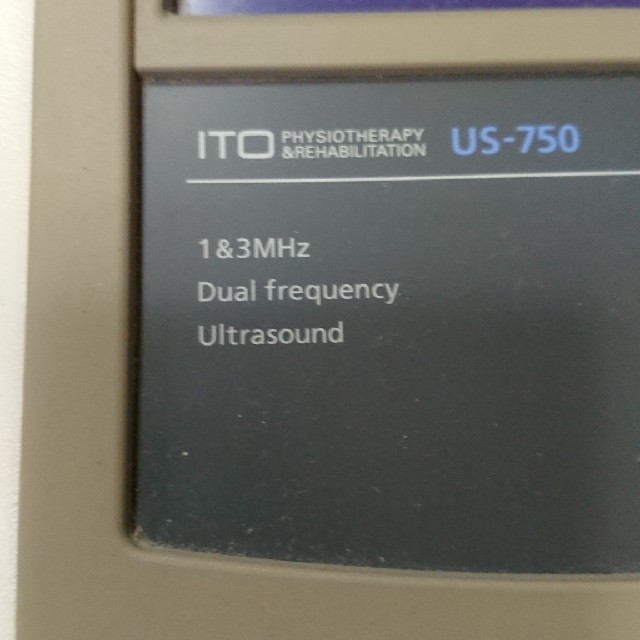 ITO PHYSIOTHERAPY &REHABILITATION US-750
1&3MHz
Dual frequency
Ultrasound